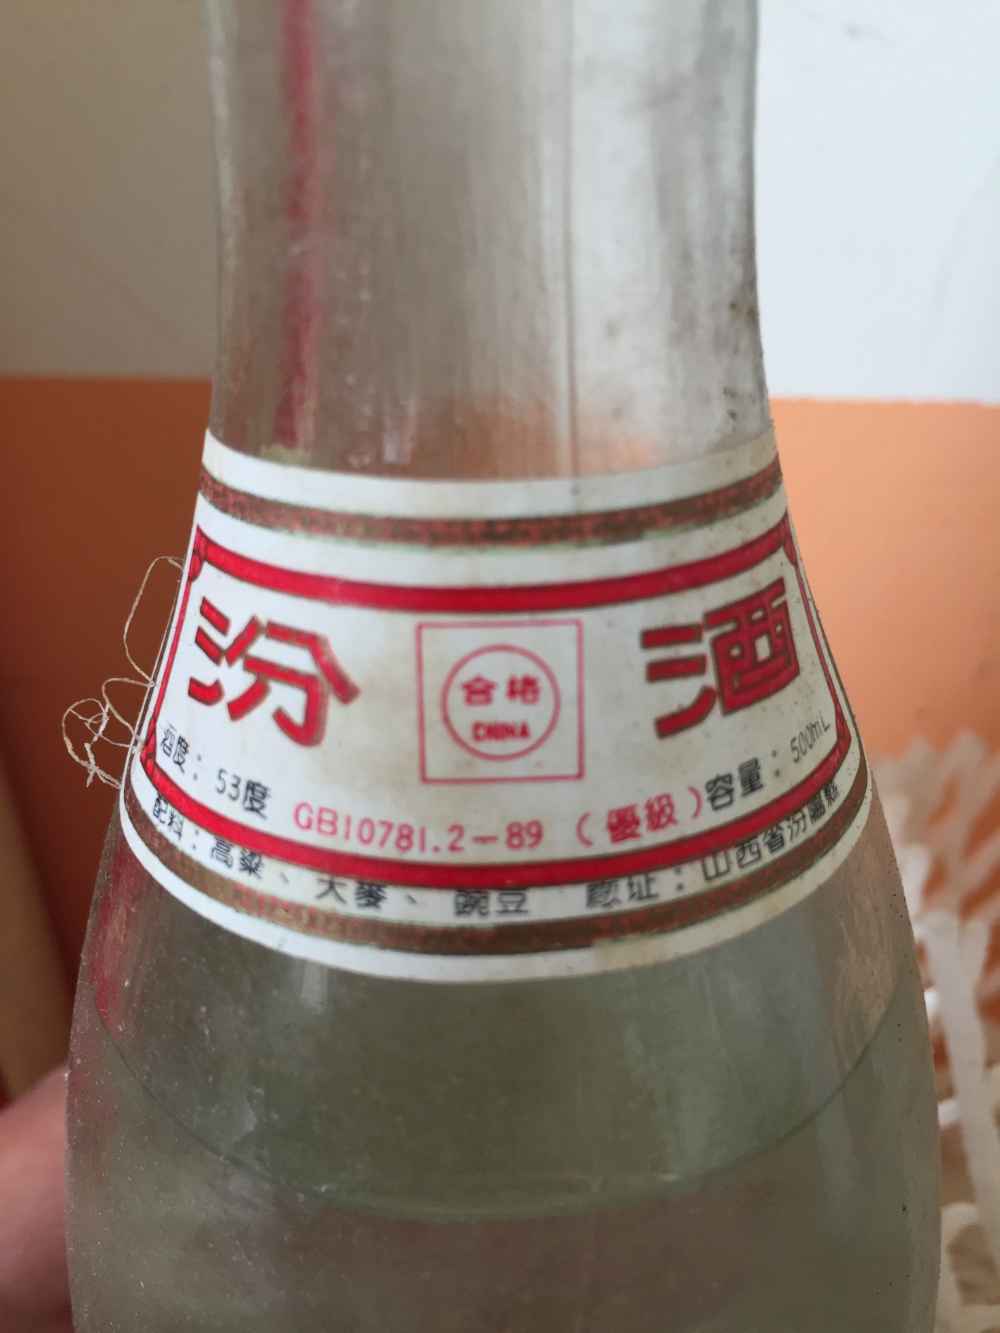 汾酒
合格
CHINA
酒度：53度
GB10781.2－89（優級）
容量：500mL
配料：高粱、大麥、豌豆
廠址：山西省汾陽縣